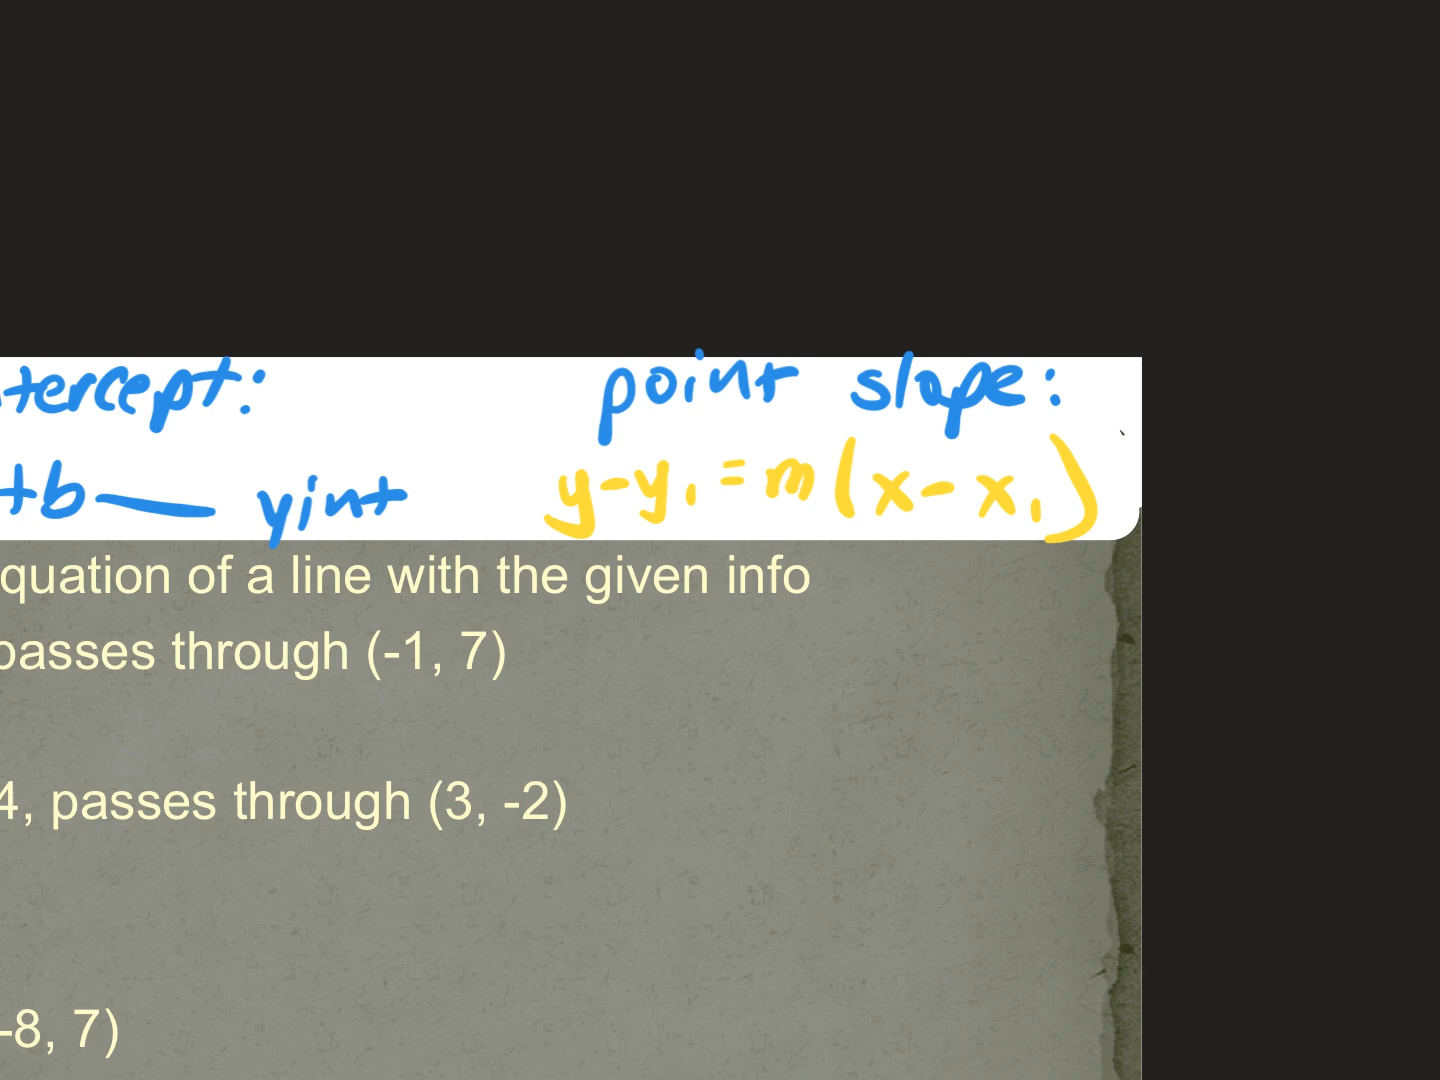 ntercept: point slope:
+b — yint y-y₁ = m(x-x₁)
quation of a line with the given info
passes through (-1, 7)
4, passes through (3, -2)
-8, 7)